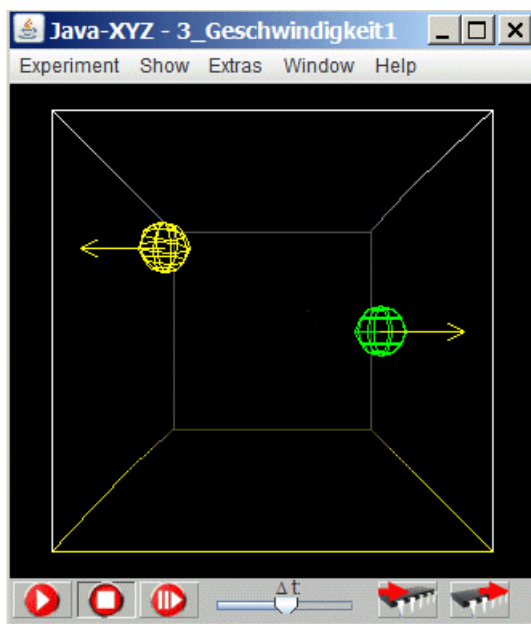 Java-XYZ - 3_Geschwindigkeit1
Experiment Show Extras Window Help
Δt